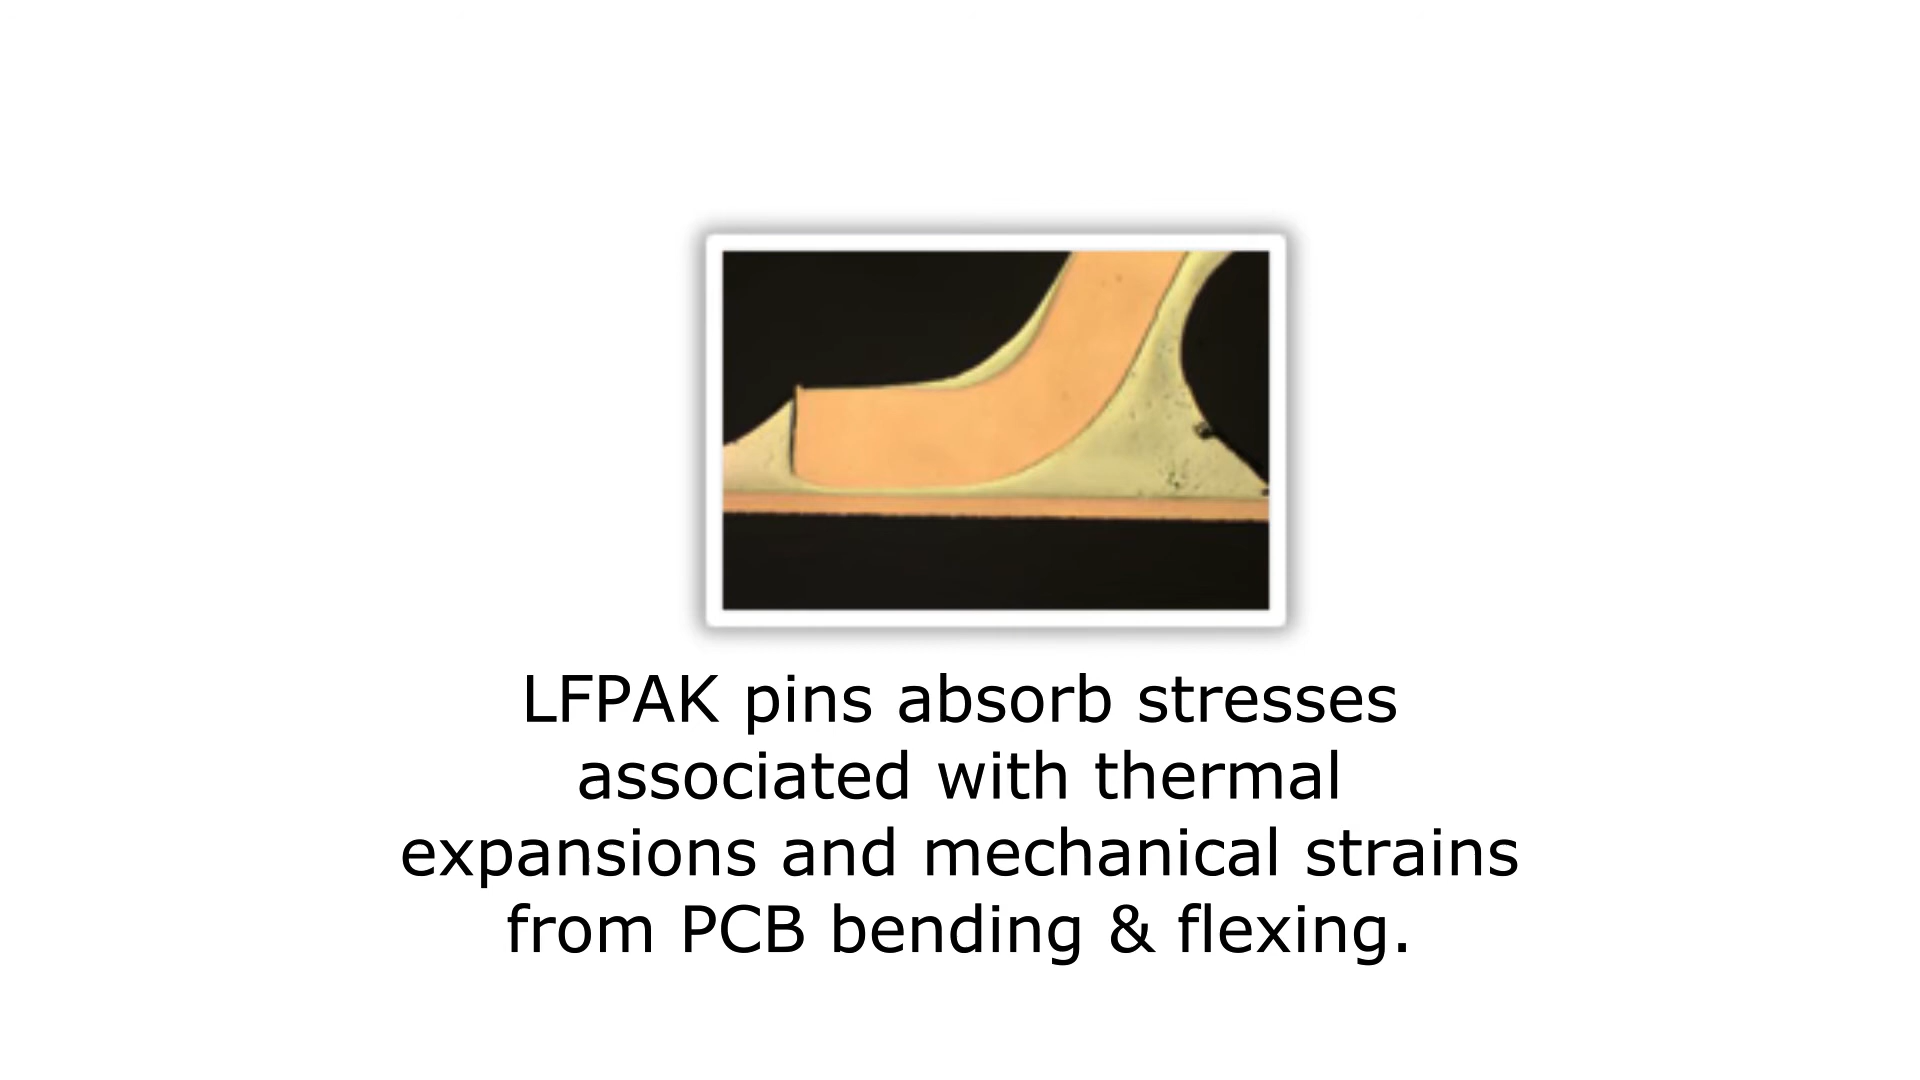 LFPAK pins absorb stresses
associated with thermal
expansions and mechanical strains
from PCB bending & flexing.